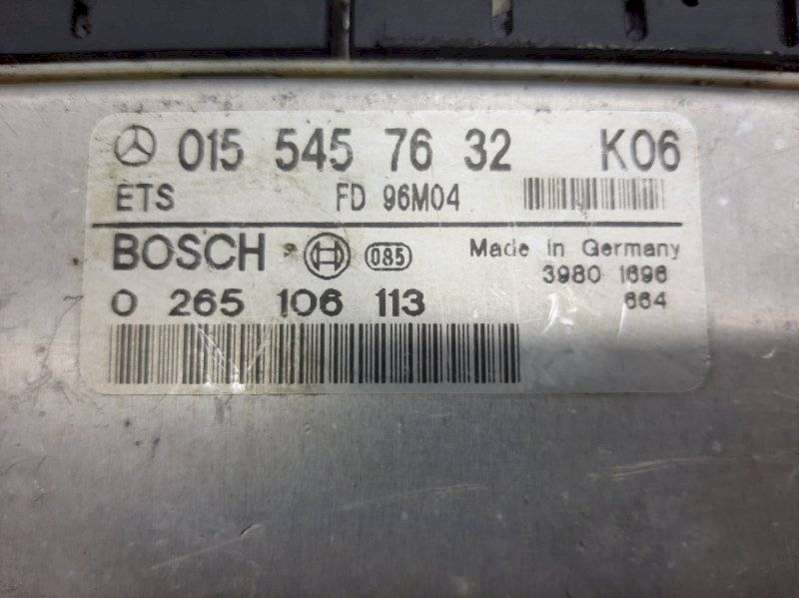 015 545 76 32 K06
ETS FD 96M04
BOSCH 085 Made in Germany
3980 1696
0 265 106 113 664